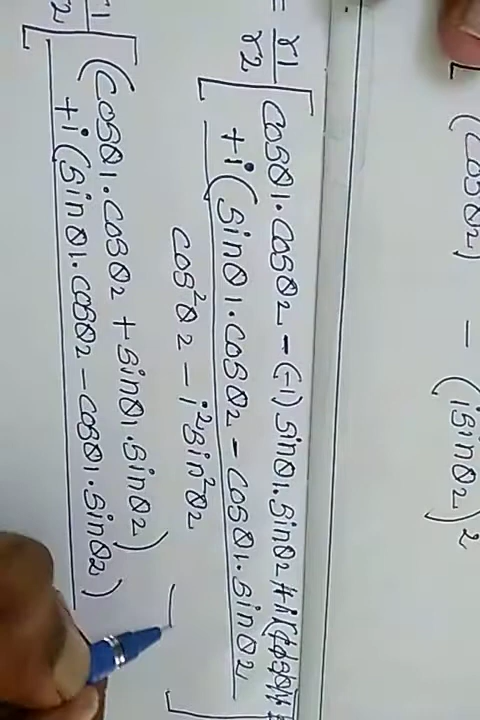 (cosθ2) - (isinθ2)²
= r1/r2 [ cosθ1.cosθ2 - (-1) sinθ1.sinθ2
+i (sinθ1.cosθ2 - cosθ1.sinθ2
cos²θ2 - i²sin²θ2 ]
r1/r2 [ (cosθ1.cosθ2 + sinθ1.sinθ2)
+i (sinθ1.cosθ2 - cosθ1.sinθ2)